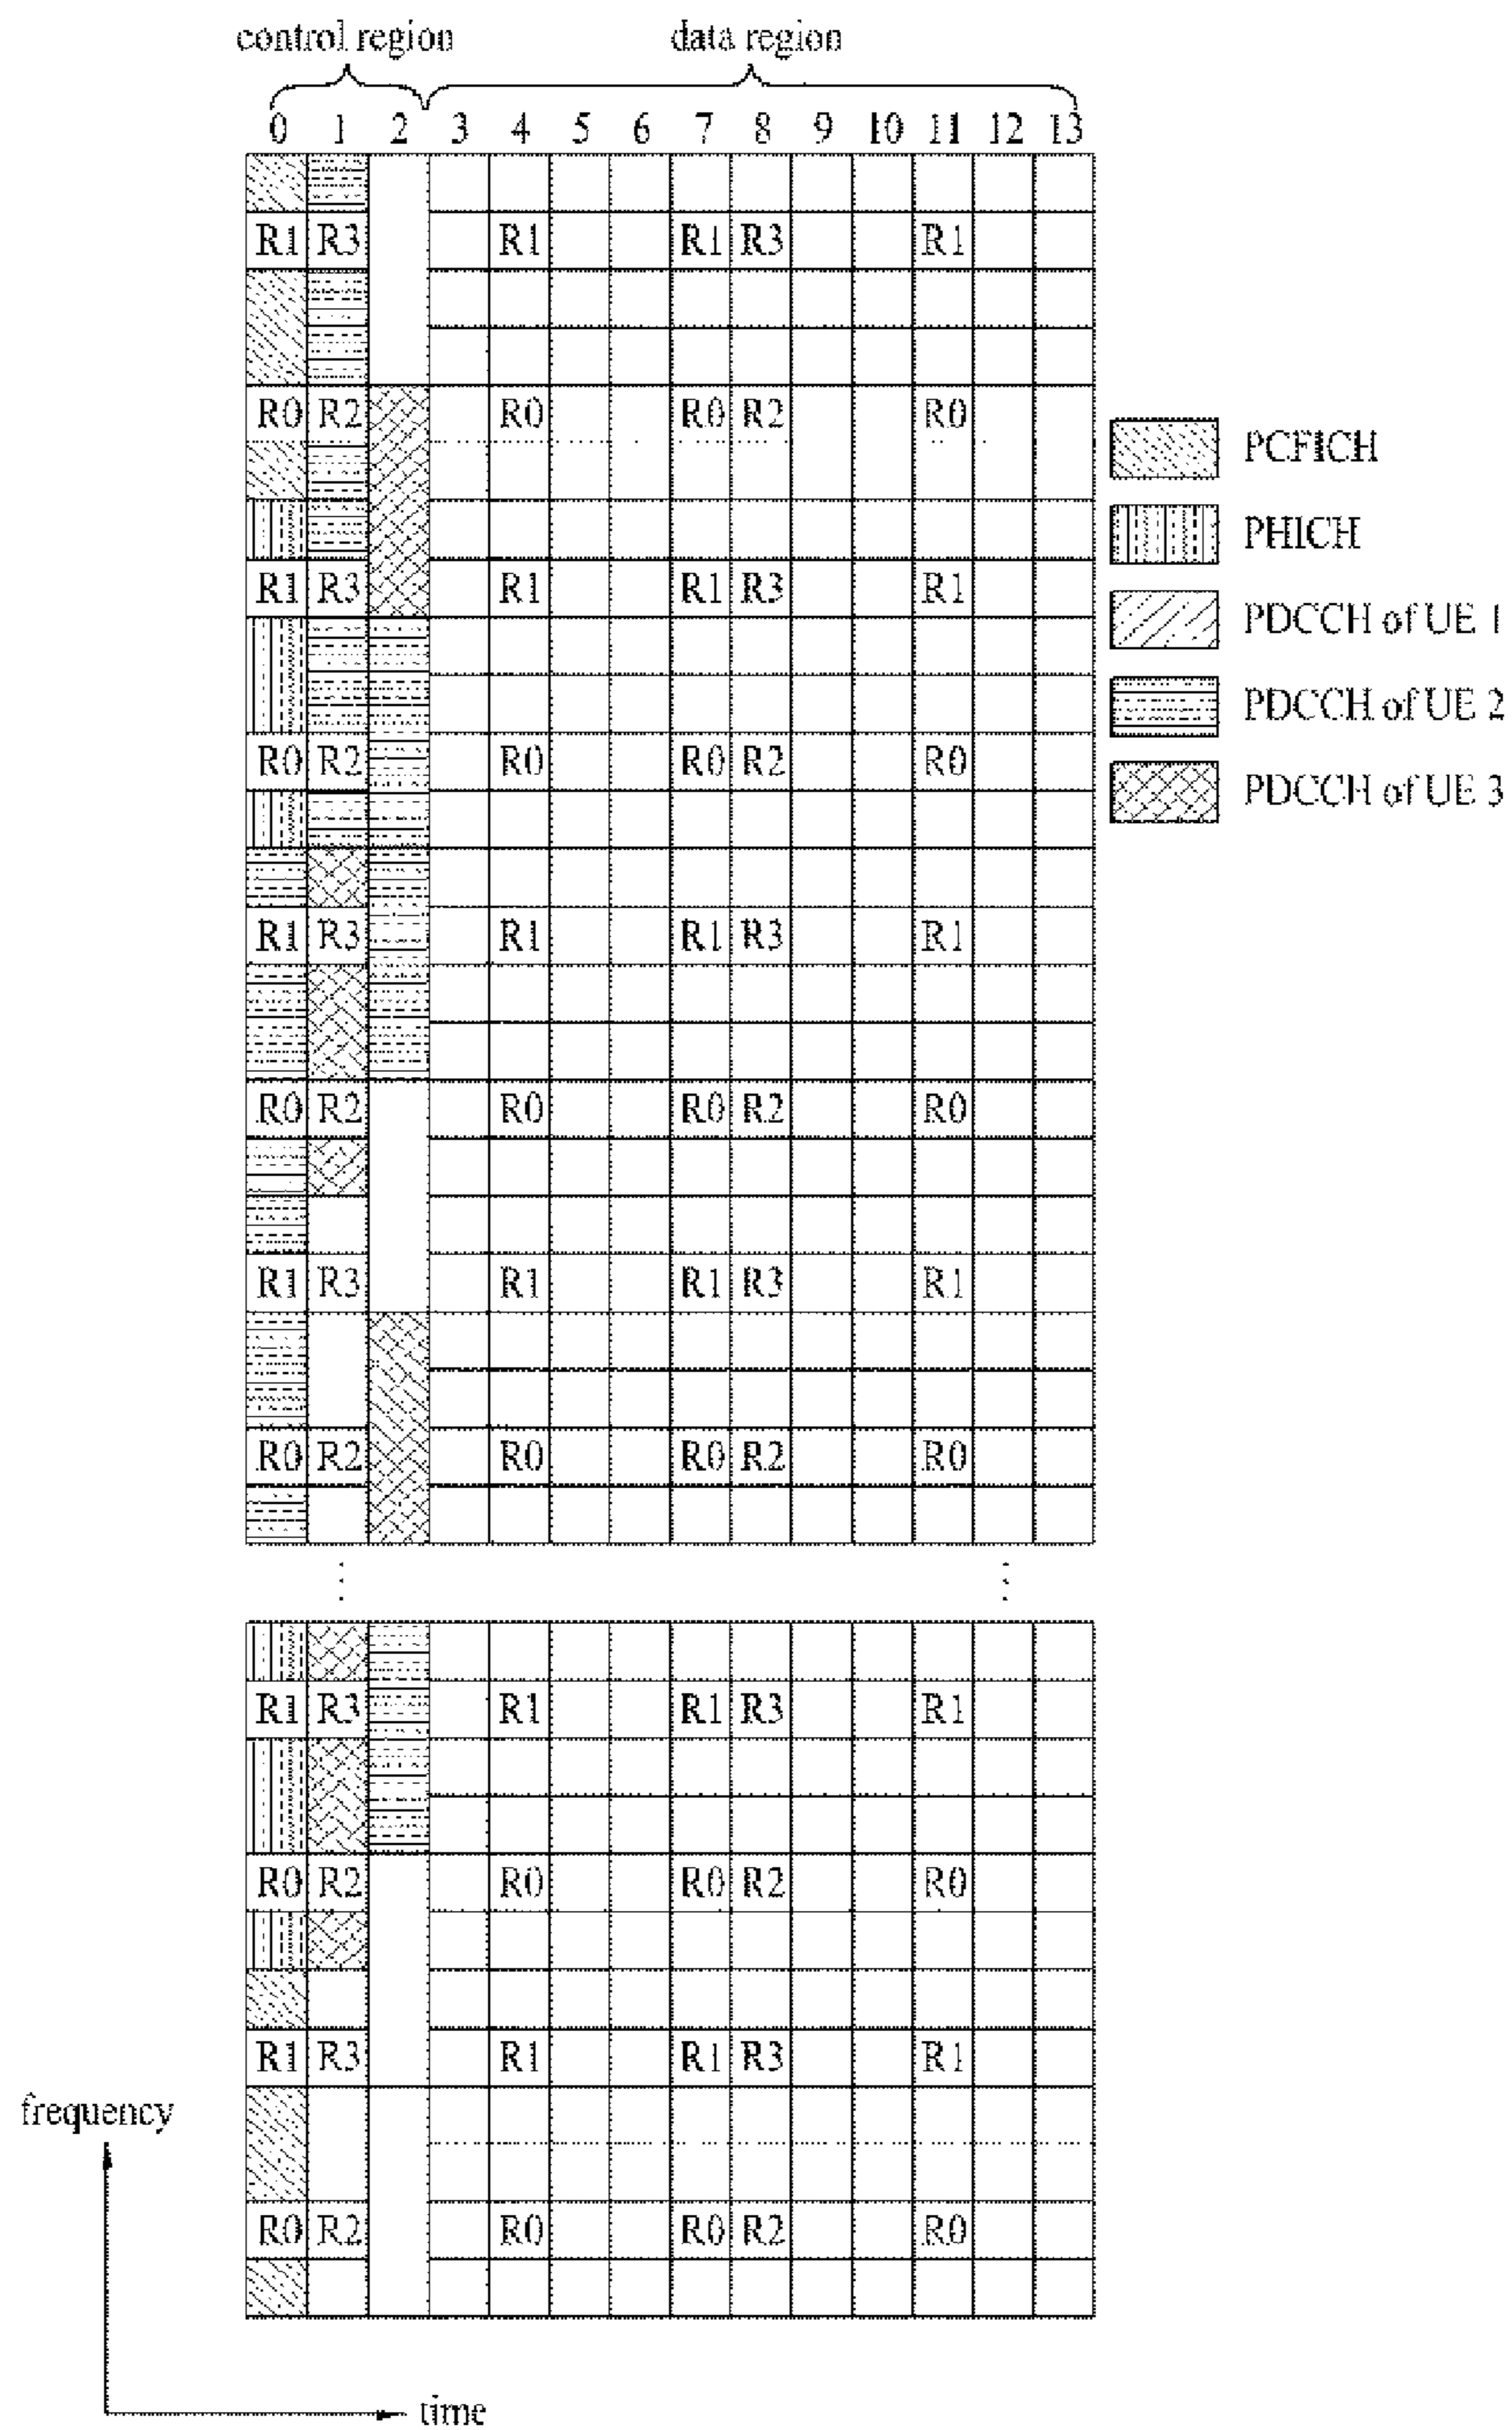 control region data region
0 1 2 3 4 5 6 7 8 9 10 11 12 13
R1 R3 R1 R1 R3 R1
R0 R2 R0 R0 R2 R0
PCFICH
PHICH
R1 R3 R1 R1 R3 R1
PDCCH of UE 1
PDCCH of UE 2
R0 R2 R0 R0 R2 R0
PDCCH of UE 3
R1 R3 R1 R1 R3 R1
R0 R2 R0 R0 R2 R0
R1 R3 R1 R1 R3 R1
R0 R2 R0 R0 R2 R0
R1 R3 R1 R1 R3 R1
R0 R2 R0 R0 R2 R0
R1 R3 R1 R1 R3 R1
frequency
R0 R2 R0 R0 R2 R0
time